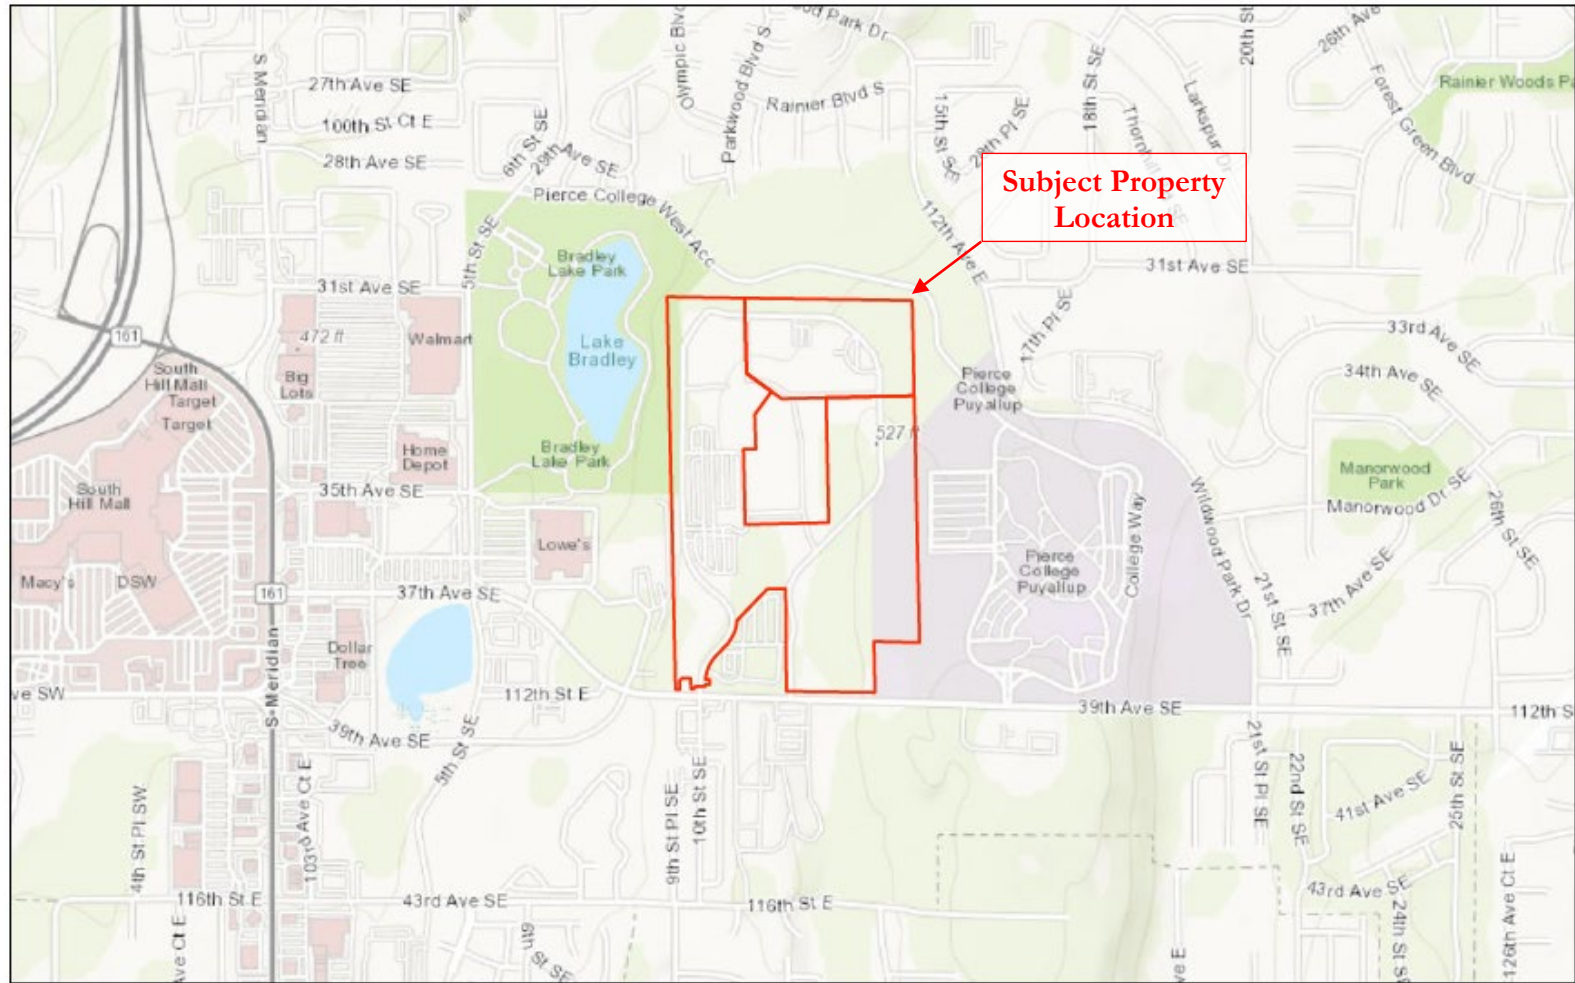 Olympic Blvd
Park Dr
Parkwood Blvd S
18th St SE
20th St
26th Ave
S Meridian
27th Ave SE
Rainier Blvd S
15th St SE
Larkspur Dr
Forest Green Blvd
Rainier Woods Pa
100th St Ct E
28th Ave SE
6th St SE
29th Ave SE
28th Pl SE
Subject Property
Location
Pierce College West Acc
112th Ave E
5th St SE
Bradley
Lake Park
31st Ave SE
31st Ave SE
161
472 ft
Walmart
Lake
Bradley
17th Pl SE
33rd Ave SE
South
Hill Mall
Target
Target
Big
Lots
Pierce
College
Puyallup
34th Ave SE
527 ft
Home
Depot
Bradley
Lake Park
Manorwood
Park
South
Hill Mall
35th Ave SE
Wildwood Park Dr
Manorwood Dr SE
26th St SE
Lowe's
College Way
Pierce
College
Puyallup
Macy's
DSW
161
37th Ave SE
21st St SE
37th Ave SE
Dollar
Tree
ve SW
S Meridian
112th St E
39th Ave SE
112th S
39th Ave SE
5th St SE
4th St Pl SW
103rd Ave Ct E
9th St Pl SE
10th St SE
21st St Pl SE
22nd St SE
41st Ave SE
25th St SE
116th St E
43rd Ave SE
116th St E
43rd Ave SE
24th St S
126th Ave Ct E
Ave Ct E
6th St SE
ve E